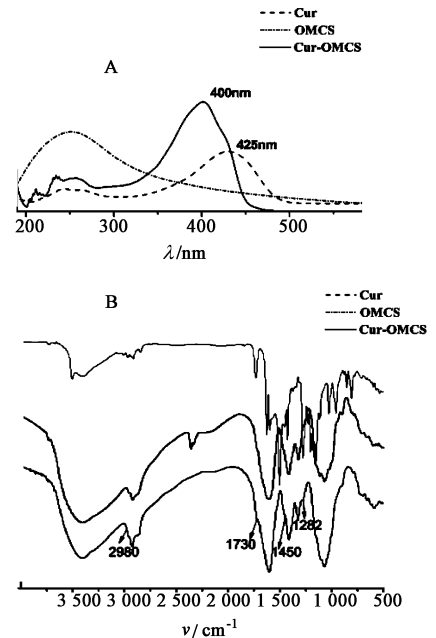 Cur
OMCS
Cur-OMCS
A
400nm
425nm
200 300 400 500
λ/nm
B
Cur
OMCS
Cur-OMCS
2980
1730
1450
1282
3 500 3 000 2 500 2 000 1 500 1 000 500
ν/ cm-1